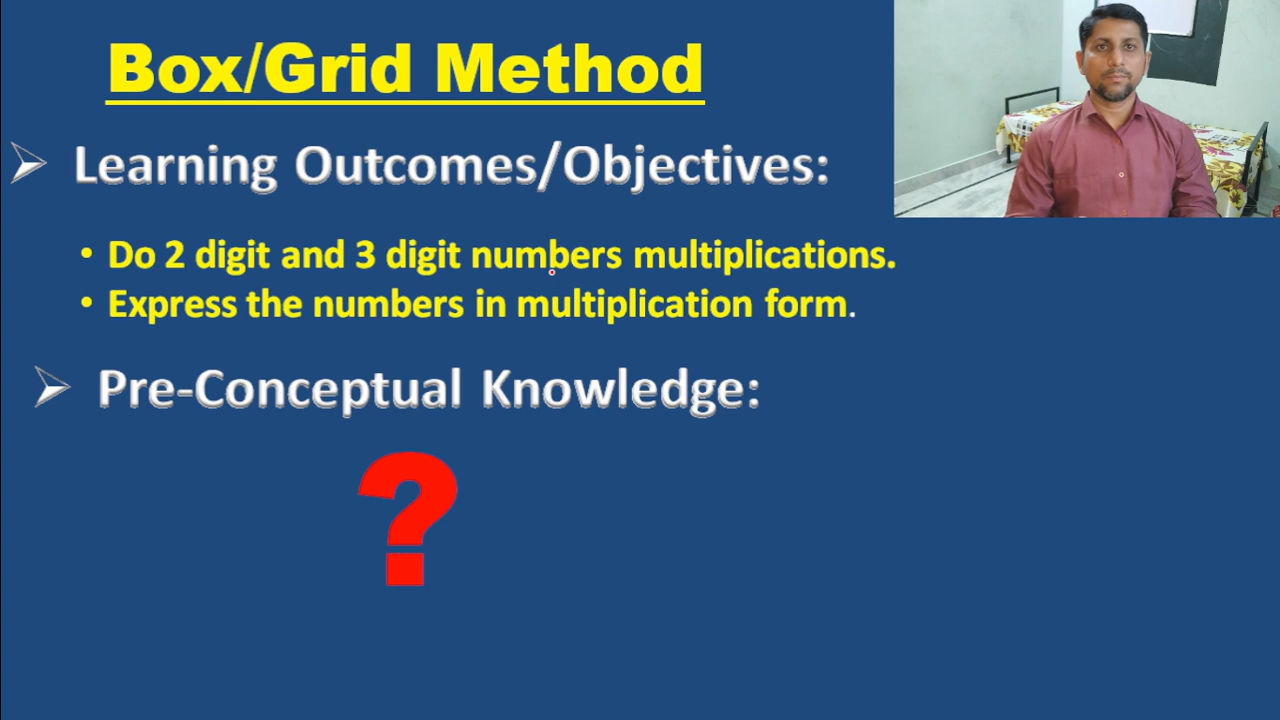 Box/Grid Method
Learning Outcomes/Objectives:
• Do 2 digit and 3 digit numbers multiplications.
• Express the numbers in multiplication form.
Pre-Conceptual Knowledge:
?